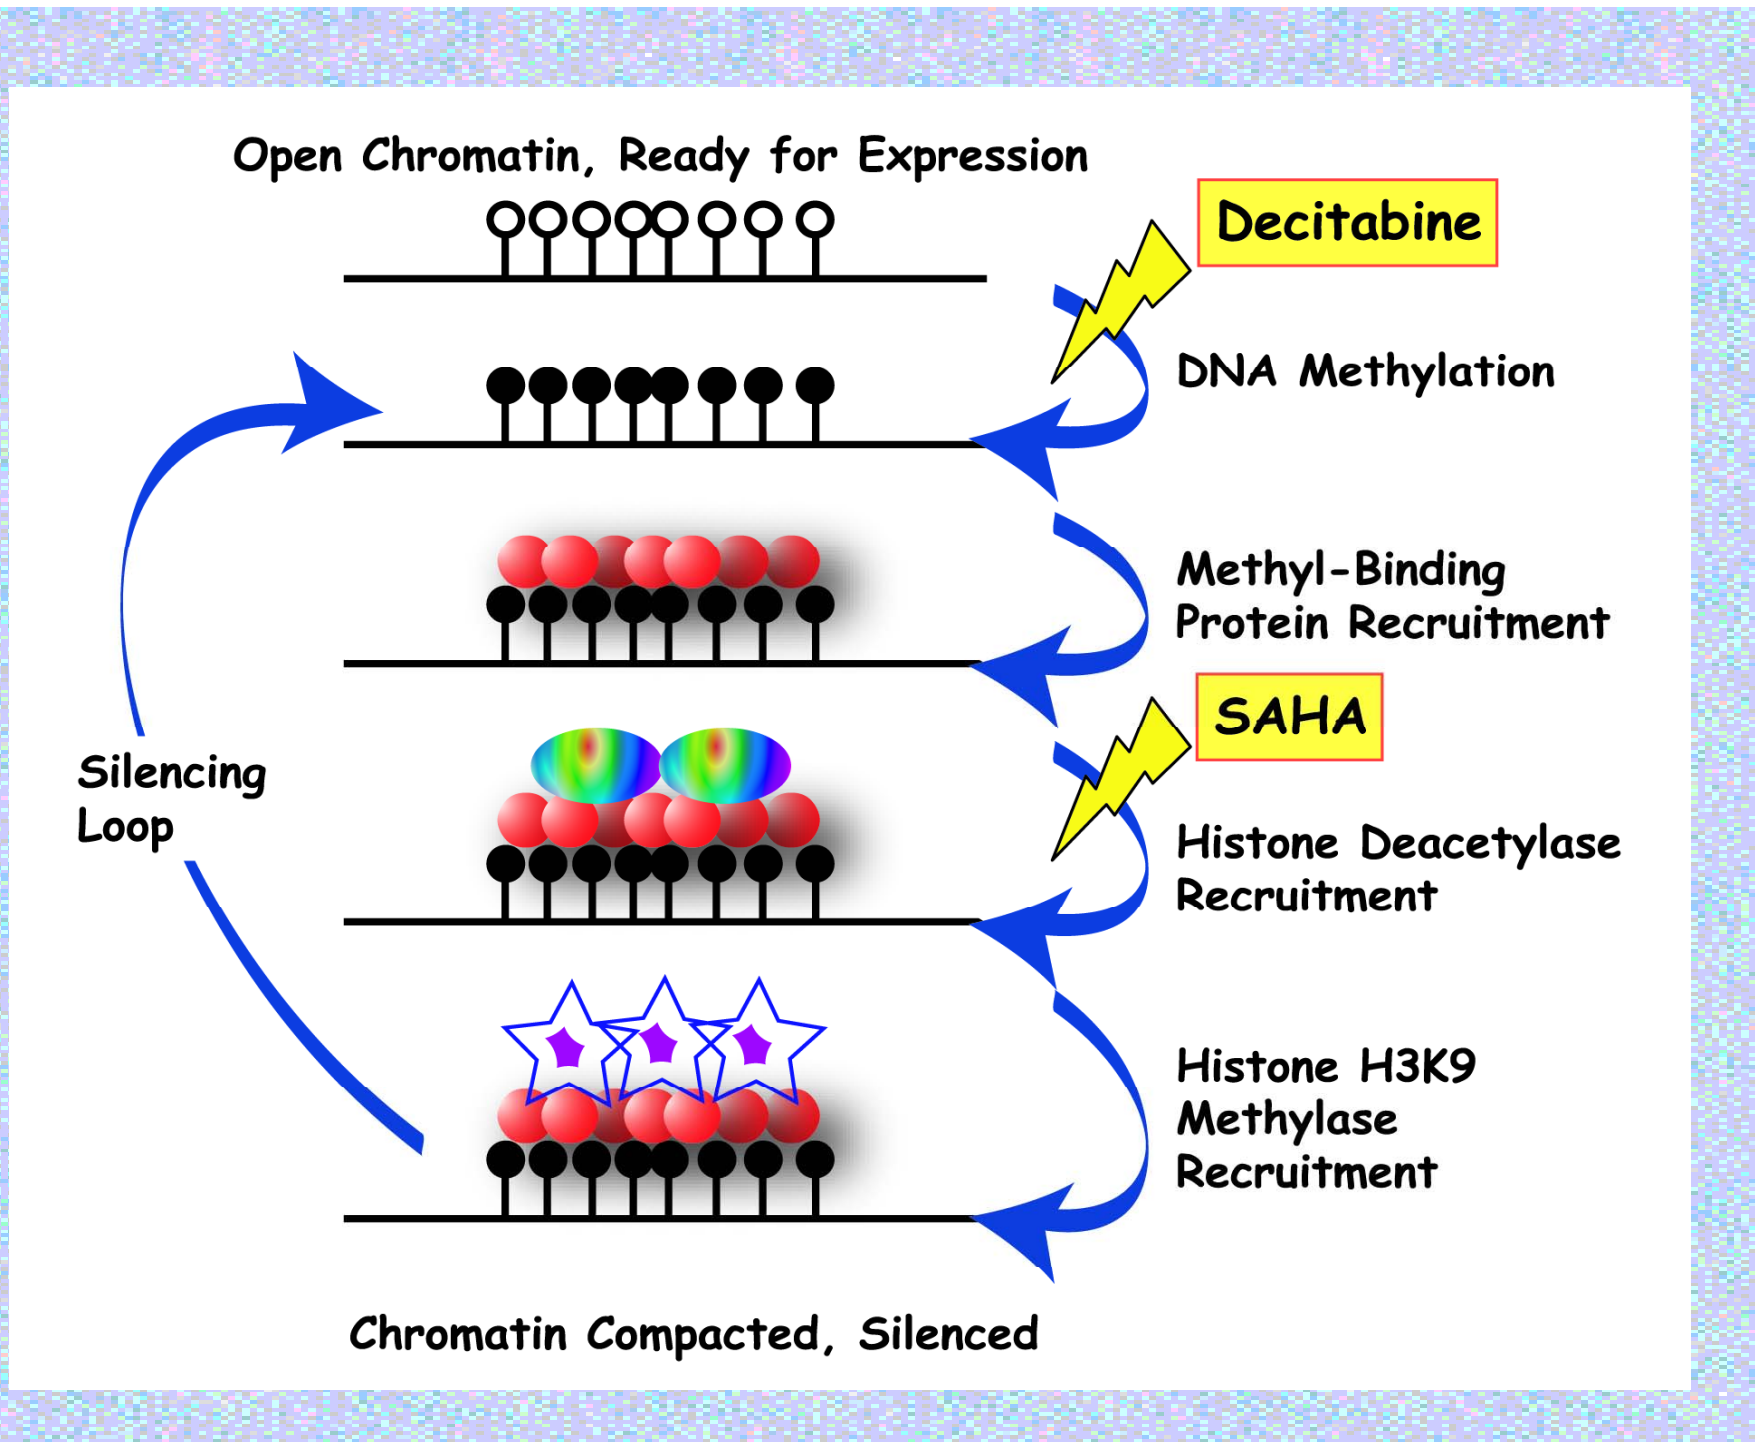 Open Chromatin, Ready for Expression
Decitabine
DNA Methylation
Methyl-Binding
Protein Recruitment
SAHA
Silencing
Loop
Histone Deacetylase
Recruitment
Histone H3K9
Methylase
Recruitment
Chromatin Compacted, Silenced